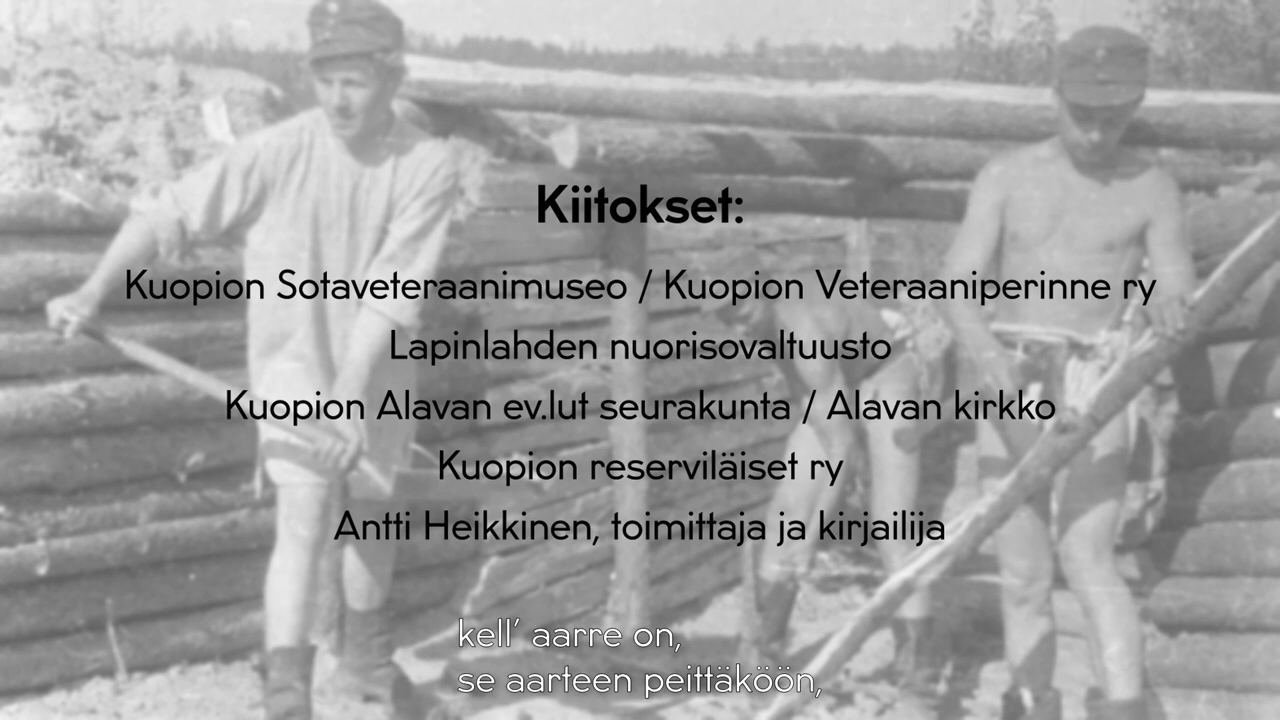 Kiitokset:
Kuopion Sotaveteraanimuseo / Kuopion Veteraaniperinne ry
Lapinlahden nuorisovaltuusto
Kuopion Alavan ev.lut seurakunta / Alavan kirkko
Kuopion reserviläiset ry
Antti Heikkinen, toimittaja ja kirjailija
kell’ aarre on,
se aarteen peittäköön,